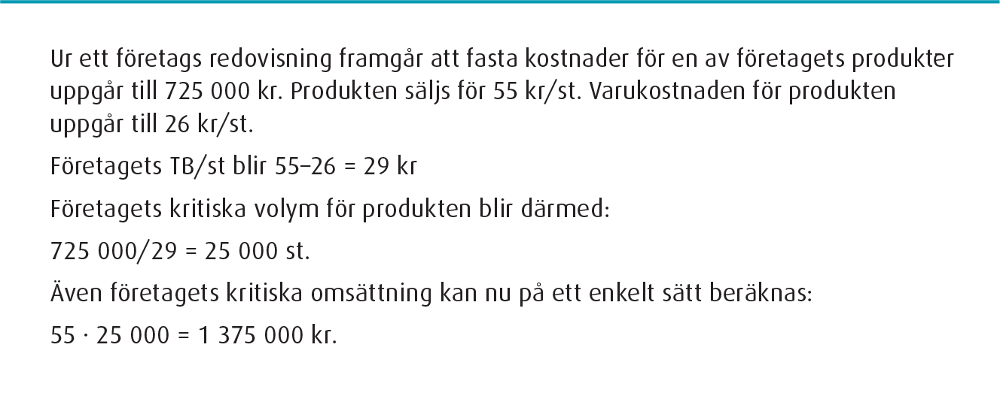 Ur ett företags redovisning framgår att fasta kostnader för en av företagets produkter
uppgår till 725 000 kr. Produkten säljs för 55 kr/st. Varukostnaden för produkten
uppgår till 26 kr/st.
Företagets TB/st blir 55–26 = 29 kr
Företagets kritiska volym för produkten blir därmed:
725 000/29 = 25 000 st.
Även företagets kritiska omsättning kan nu på ett enkelt sätt beräknas:
55 · 25 000 = 1 375 000 kr.